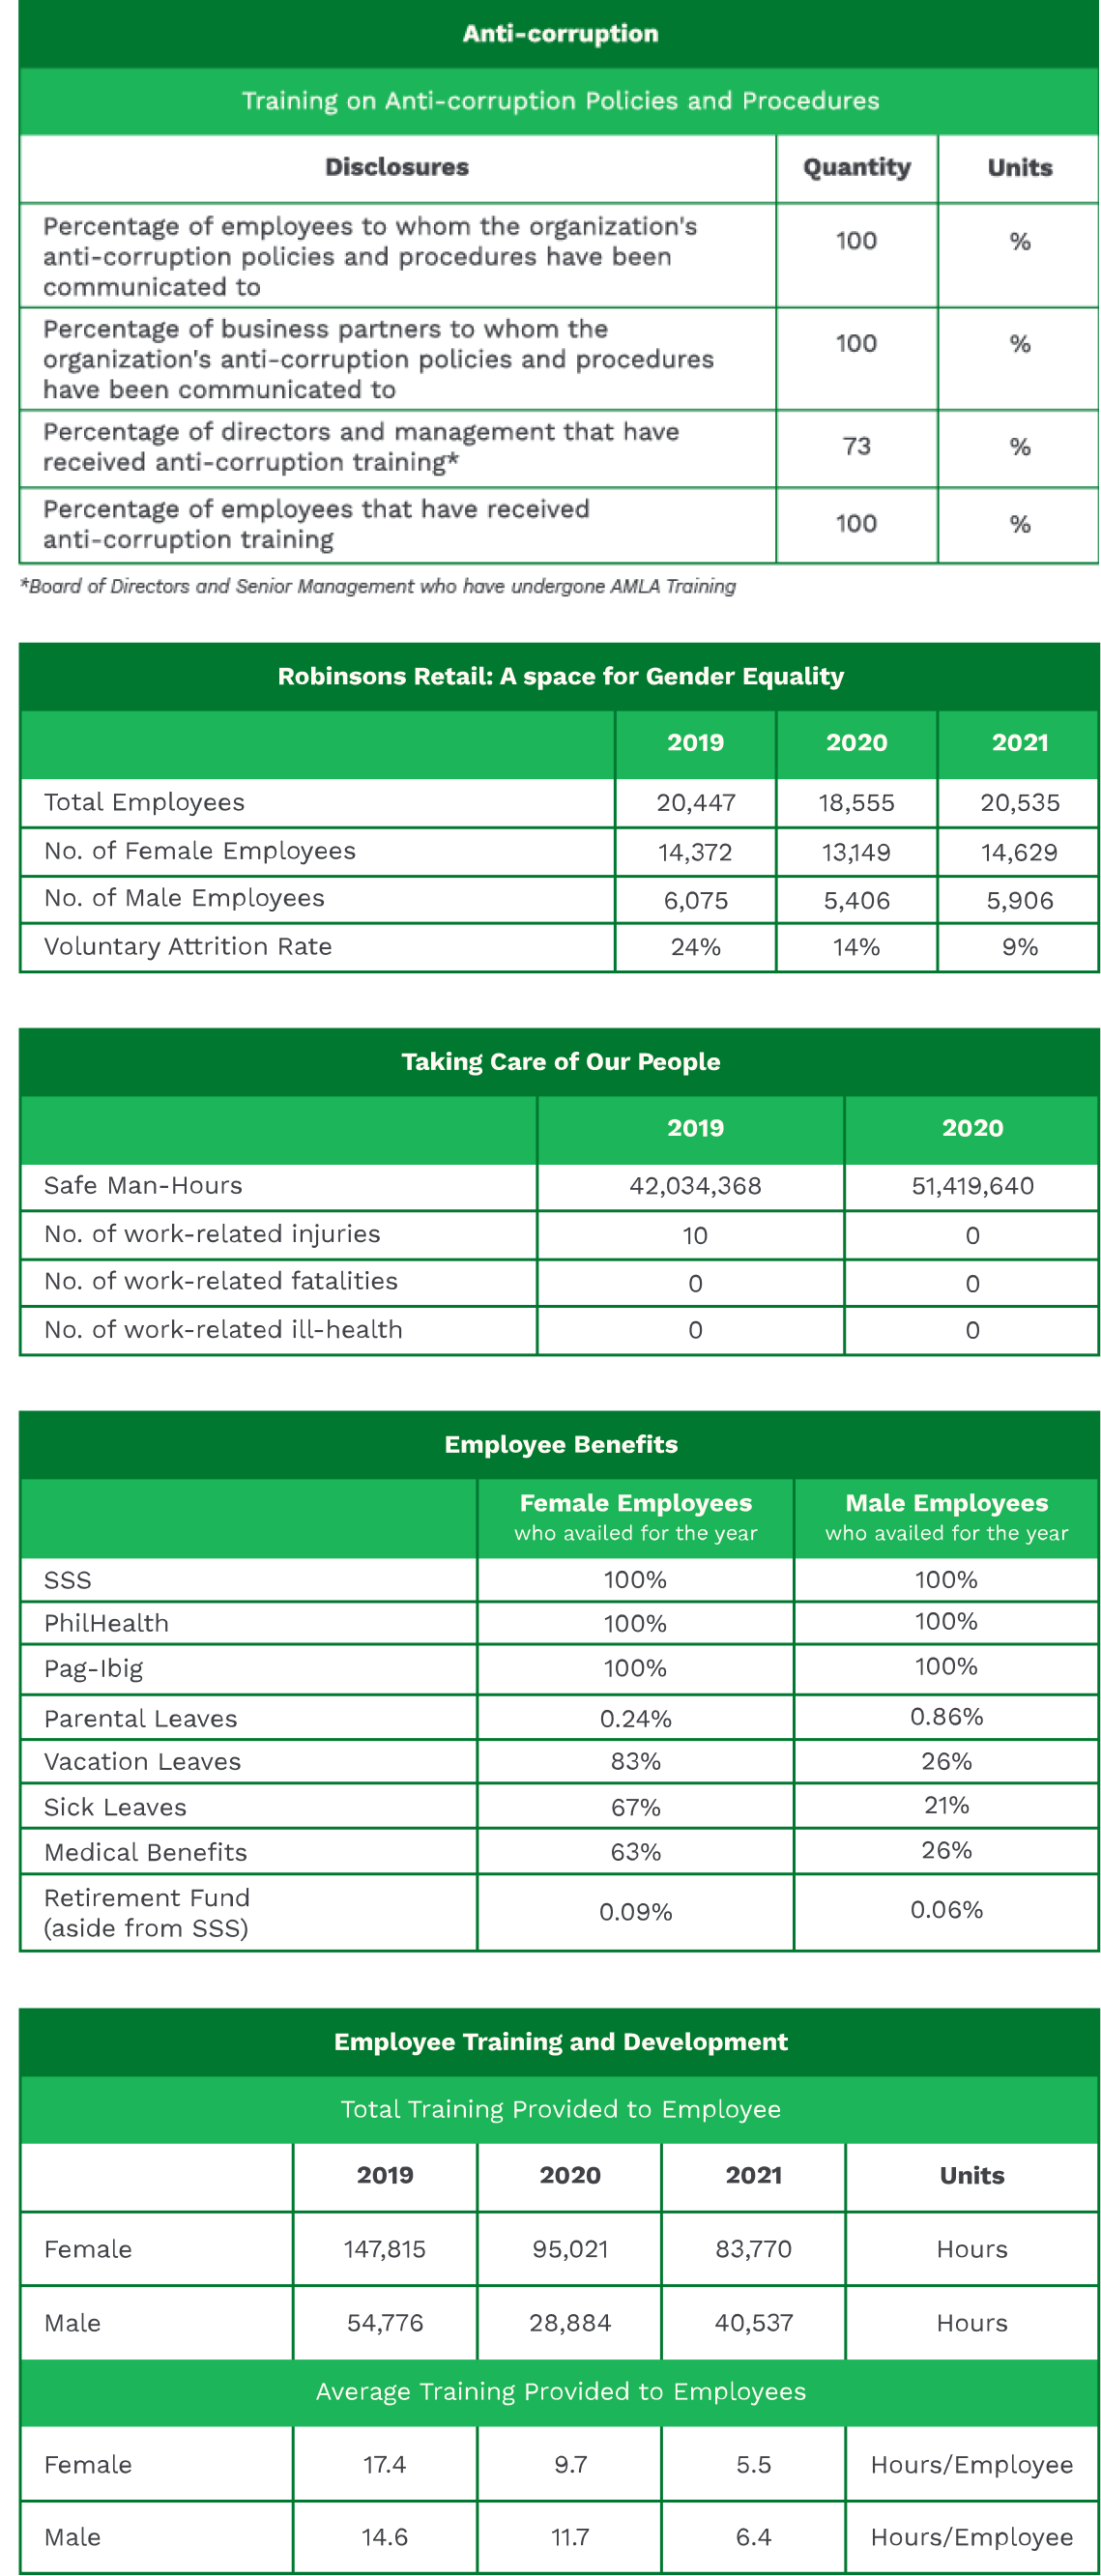 Anti-corruption
Training on Anti-corruption Policies and Procedures
Disclosures Quantity Units
Percentage of employees to whom the organization's
anti-corruption policies and procedures have been
communicated to
100 %
Percentage of business partners to whom the
organization's anti-corruption policies and procedures
have been communicated to
100 %
Percentage of directors and management that have
received anti-corruption training*
73 %
Percentage of employees that have received
anti-corruption training
100 %
*Board of Directors and Senior Management who have undergone AMLA Training
Robinsons Retail: A space for Gender Equality
2019 2020 2021
Total Employees 20,447 18,555 20,535
No. of Female Employees 14,372 13,149 14,629
No. of Male Employees 6,075 5,406 5,906
Voluntary Attrition Rate 24% 14% 9%
Taking Care of Our People
2019 2020
Safe Man-Hours 42,034,368 51,419,640
No. of work-related injuries 10 0
No. of work-related fatalities 0 0
No. of work-related ill-health 0 0
Employee Benefits
Female Employees Male Employees
who availed for the year who availed for the year
SSS 100% 100%
PhilHealth 100% 100%
Pag-Ibig 100% 100%
Parental Leaves 0.24% 0.86%
Vacation Leaves 83% 26%
Sick Leaves 67% 21%
Medical Benefits 63% 26%
Retirement Fund
(aside from SSS)
0.09% 0.06%
Employee Training and Development
Total Training Provided to Employee
2019 2020 2021 Units
Female 147,815 95,021 83,770 Hours
Male 54,776 28,884 40,537 Hours
Average Training Provided to Employees
Female 17.4 9.7 5.5 Hours/Employee
Male 14.6 11.7 6.4 Hours/Employee